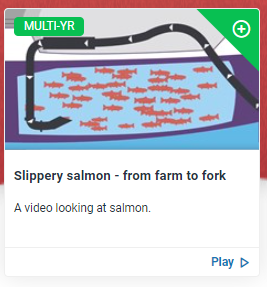 MULTI-YR
Slippery salmon - from farm to fork
A video looking at salmon.
Play